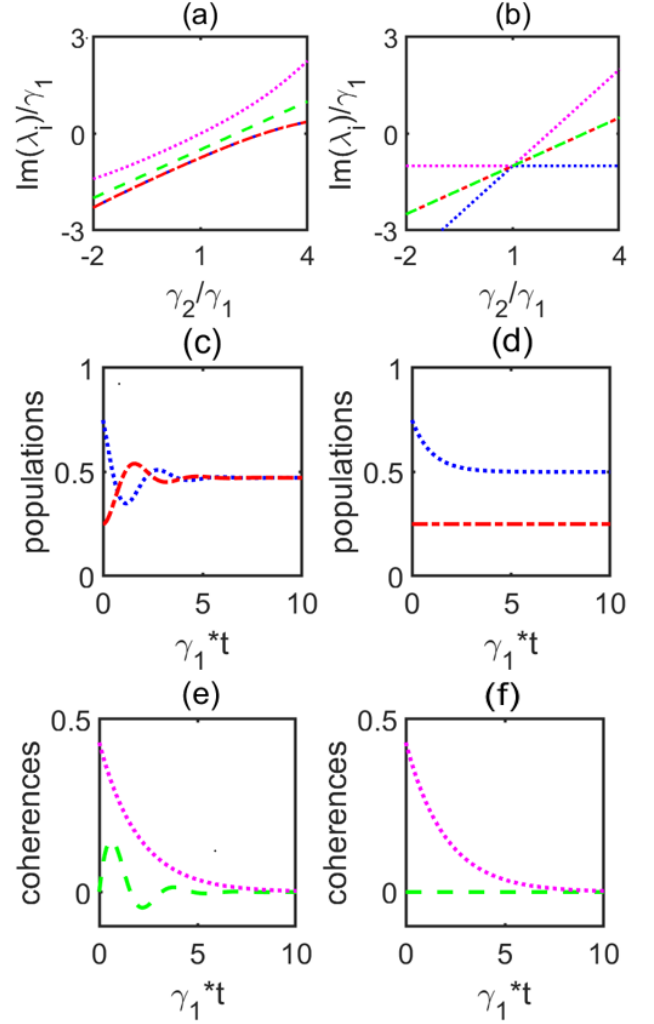 (a) (b)
3 3
Im(λᵢ)/γ₁ 0 Im(λᵢ)/γ₁ 0
-3 -3
-2 1 4 -2 1 4
γ₂/γ₁ γ₂/γ₁
(c) (d)
1 1
populations 0.5 populations 0.5
0 0
0 5 10 0 5 10
γ₁*t γ₁*t
(e) (f)
0.5 0.5
coherences coherences
0 0
0 5 10 0 5 10
γ₁*t γ₁*t